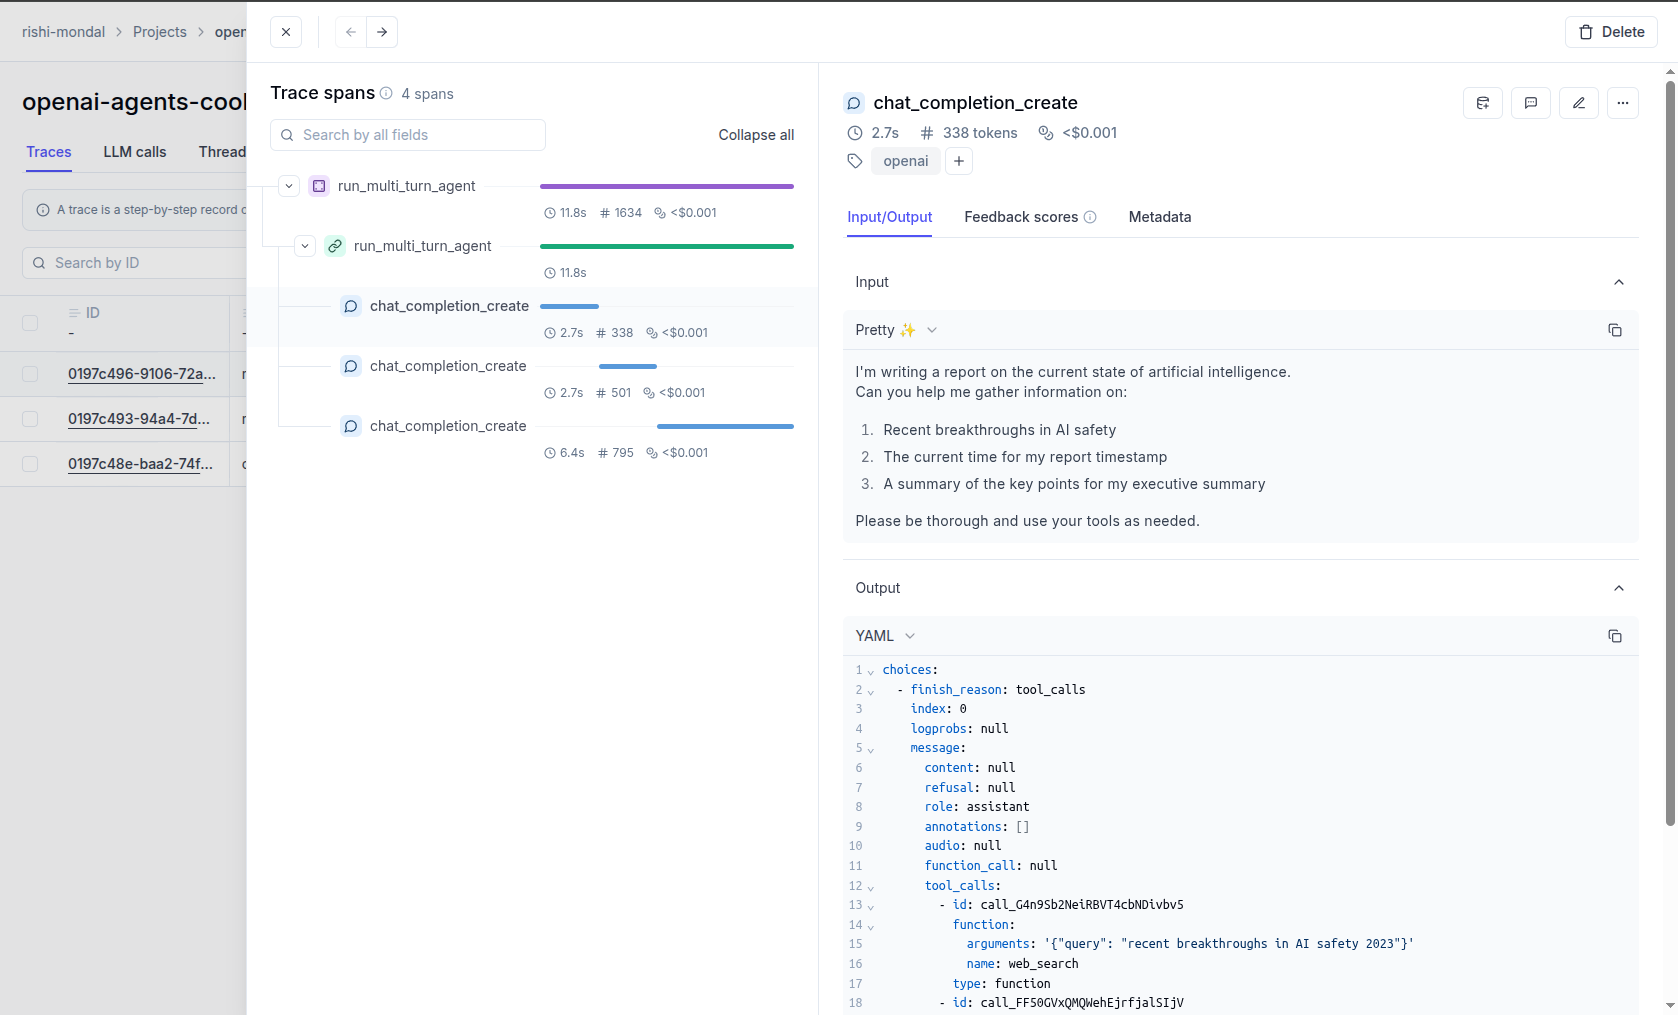 rishi-mondal > Projects > open
openai-agents-cool
Traces LLM calls Thread
A trace is a step-by-step record o
Search by ID
ID
-
0197c496-9106-72a...
0197c493-94a4-7d...
0197c48e-baa2-74f...
Delete
Trace spans 4 spans
Search by all fields
Collapse all
run_multi_turn_agent
11.8s # 1634 <$0.001
run_multi_turn_agent
11.8s
chat_completion_create
2.7s # 338 <$0.001
chat_completion_create
2.7s # 501 <$0.001
chat_completion_create
6.4s # 795 <$0.001
chat_completion_create
2.7s # 338 tokens <$0.001
openai +
Input/Output Feedback scores Metadata
Input
Pretty ✨
I'm writing a report on the current state of artificial intelligence.
Can you help me gather information on:
1. Recent breakthroughs in AI safety
2. The current time for my report timestamp
3. A summary of the key points for my executive summary
Please be thorough and use your tools as needed.
Output
YAML
1 choices:
2 - finish_reason: tool_calls
3 index: 0
4 logprobs: null
5 message:
6 content: null
7 refusal: null
8 role: assistant
9 annotations: []
10 audio: null
11 function_call: null
12 tool_calls:
13 - id: call_G4n9Sb2NeiRBVT4cbNDivbv5
14 function:
15 arguments: '{"query": "recent breakthroughs in AI safety 2023"}'
16 name: web_search
17 type: function
18 - id: call_FF50GVxQMQWehEjrfjalSIjV